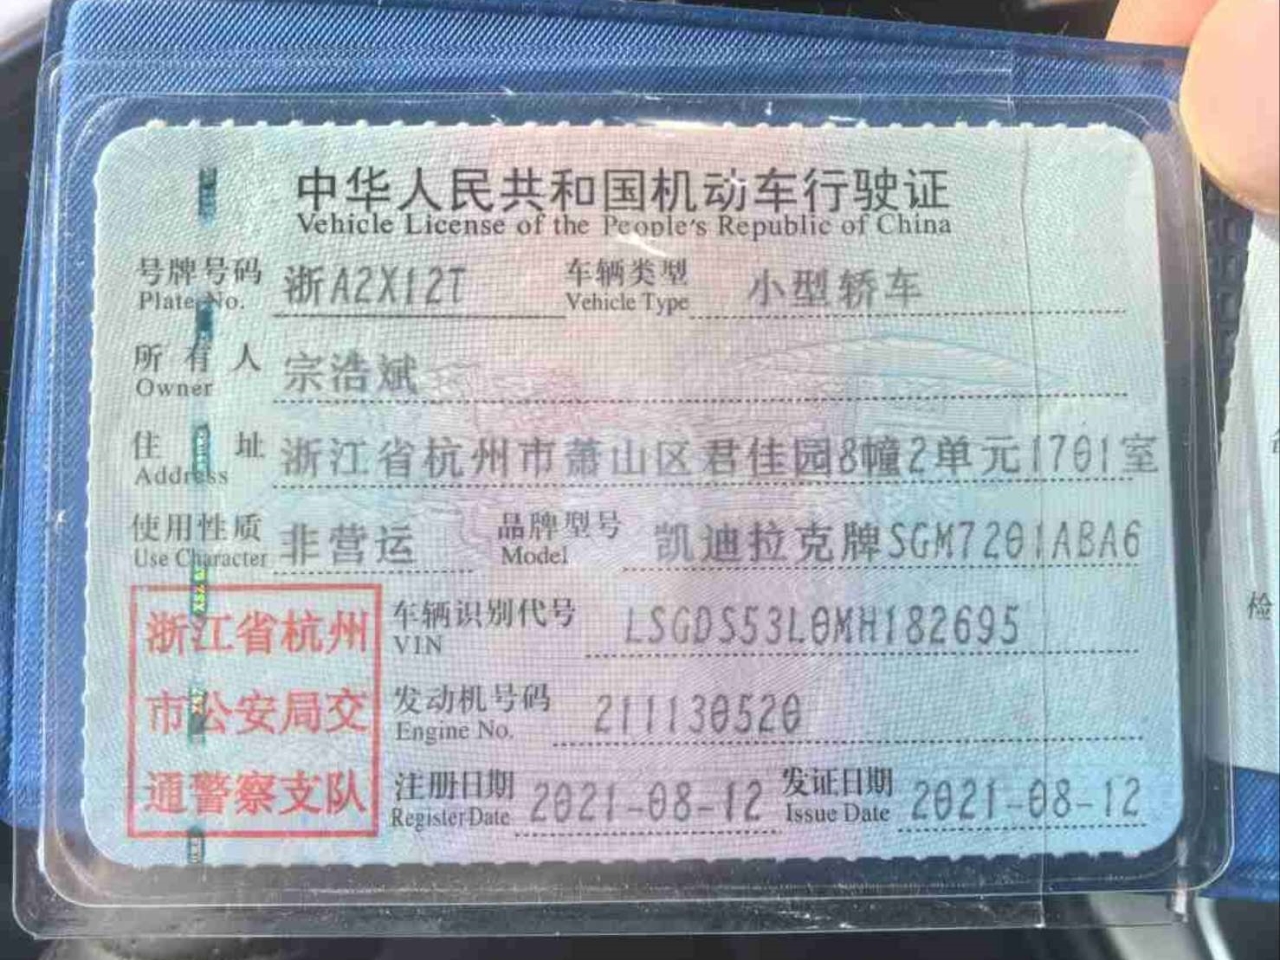 中华人民共和国机动车行驶证
Vehicle License of the People's Republic of China
号牌号码 浙A2X12T 车辆类型 小型轿车
Plate No. Vehicle Type
所有人 宗浩斌
Owner
住址 浙江省杭州市萧山区君佳园8幢2单元1701室
Address
使用性质 非营运 品牌型号 凯迪拉克牌SGM7201ABA6
Use Character Model
浙江省杭州
市公安局交
通警察支队
车辆识别代号 LSGDS53L0MH182695
VIN
发动机号码 211130520
Engine No.
注册日期 2021-08-12 发证日期 2021-08-12
Register Date Issue Date
检